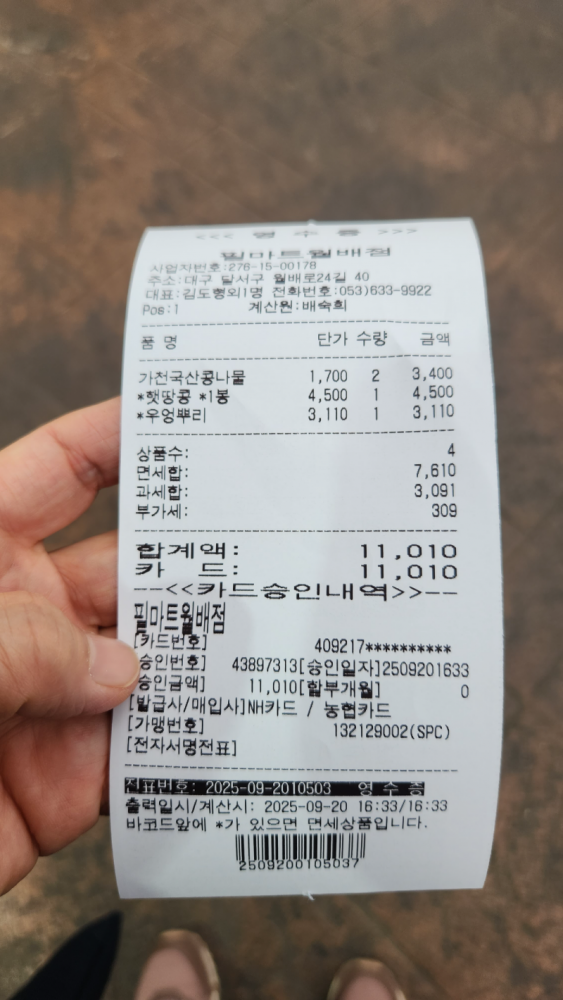 <<< 영 수 증 >>>
필마트월배점
사업자번호:276-15-00178
주소:대구 달서구 월배로24길 40
대표:김도형외1명 전화번호:053)633-9922
Pos:1 계산원:배숙희
품 명 단가 수량 금액
가전국산콩나물 1,700 2 3,400
*햇땅콩 *1봉 4,500 1 4,500
*우엉뿌리 3,110 1 3,110
상품수: 4
면세합: 7,610
과세합: 3,091
부가세: 309
합계액: 11,010
카 드: 11,010
--<<카드승인내역>>--
필마트월배점
[카드번호] 409217**********
승인번호] 43897313[승인일자]2509201633
승인금액] 11,010[할부개월] 0
[발급사/매입사]NH카드 / 농협카드
[가맹번호] 132129002(SPC)
[전자서명전표]
전표번호: 2025-09-2010503 영 수 증
출력일시/계산시: 2025-09-20 16:33/16:33
바코드앞에 *가 있으면 면세상품입니다.
2509200105037